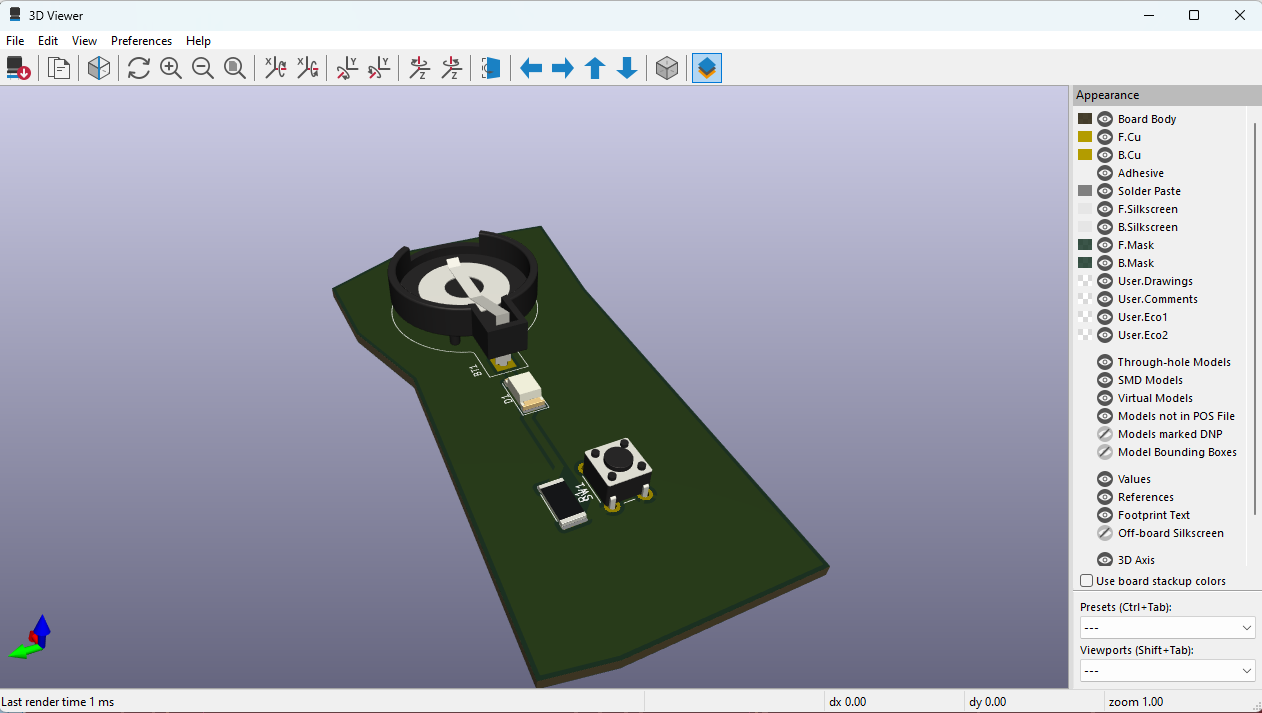 3D Viewer
File Edit View Preferences Help
Appearance
Board Body
F.Cu
B.Cu
Adhesive
Solder Paste
F.Silkscreen
B.Silkscreen
F.Mask
B.Mask
User.Drawings
User.Comments
User.Eco1
User.Eco2
Through-hole Models
SMD Models
Virtual Models
Models not in POS File
Models marked DNP
Model Bounding Boxes
Values
References
Footprint Text
Off-board Silkscreen
3D Axis
Use board stackup colors
Presets (Ctrl+Tab):
---
Viewports (Shift+Tab):
---
BT1
D1
Last render time 1 ms
dx 0.00
dy 0.00
zoom 1.00